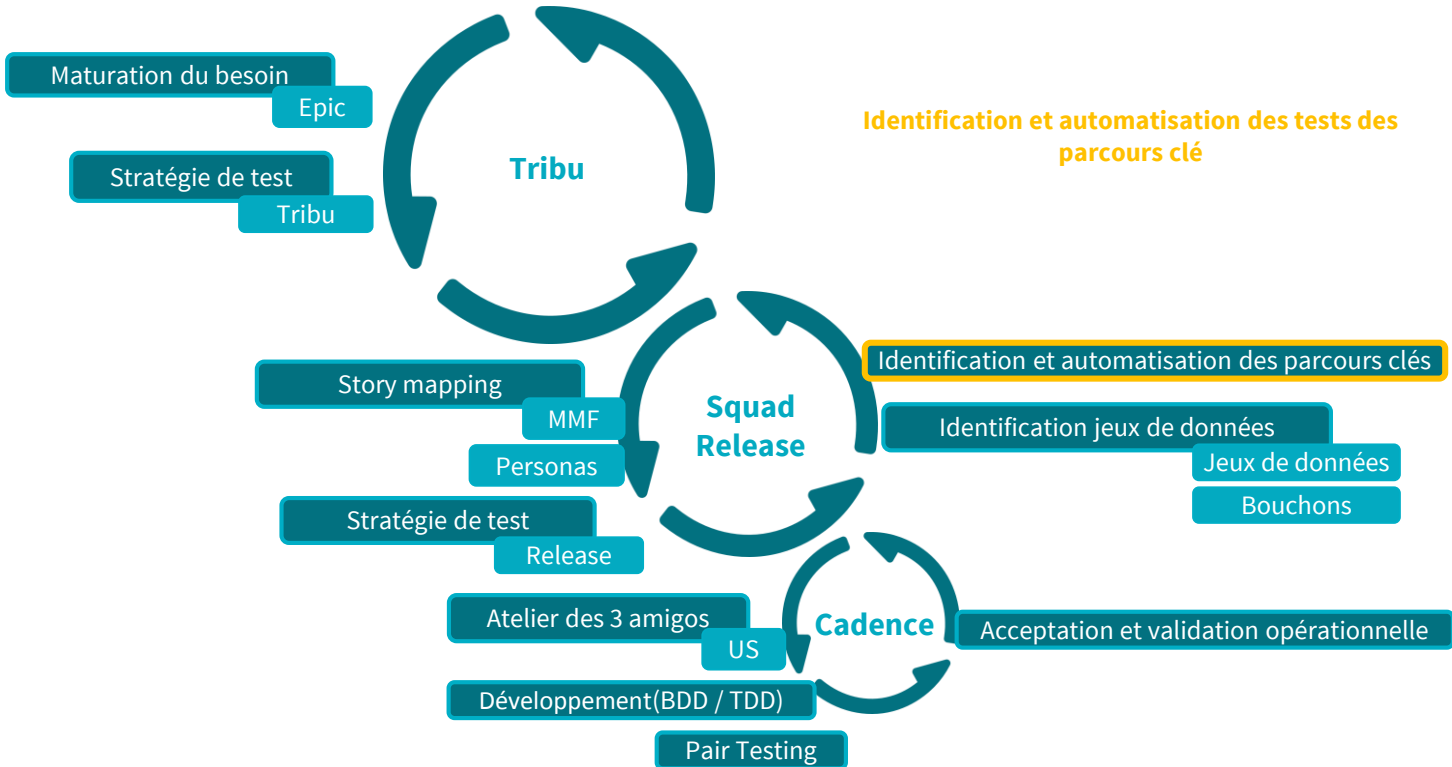 Maturation du besoin
Epic
Stratégie de test
Tribu
Tribu
Identification et automatisation des tests des
parcours clé
Story mapping
MMF
Personas
Stratégie de test
Release
Squad
Release
Identification et automatisation des parcours clés
Identification jeux de données
Jeux de données
Bouchons
Atelier des 3 amigos
US
Développement(BDD / TDD)
Pair Testing
Cadence
Acceptation et validation opérationnelle